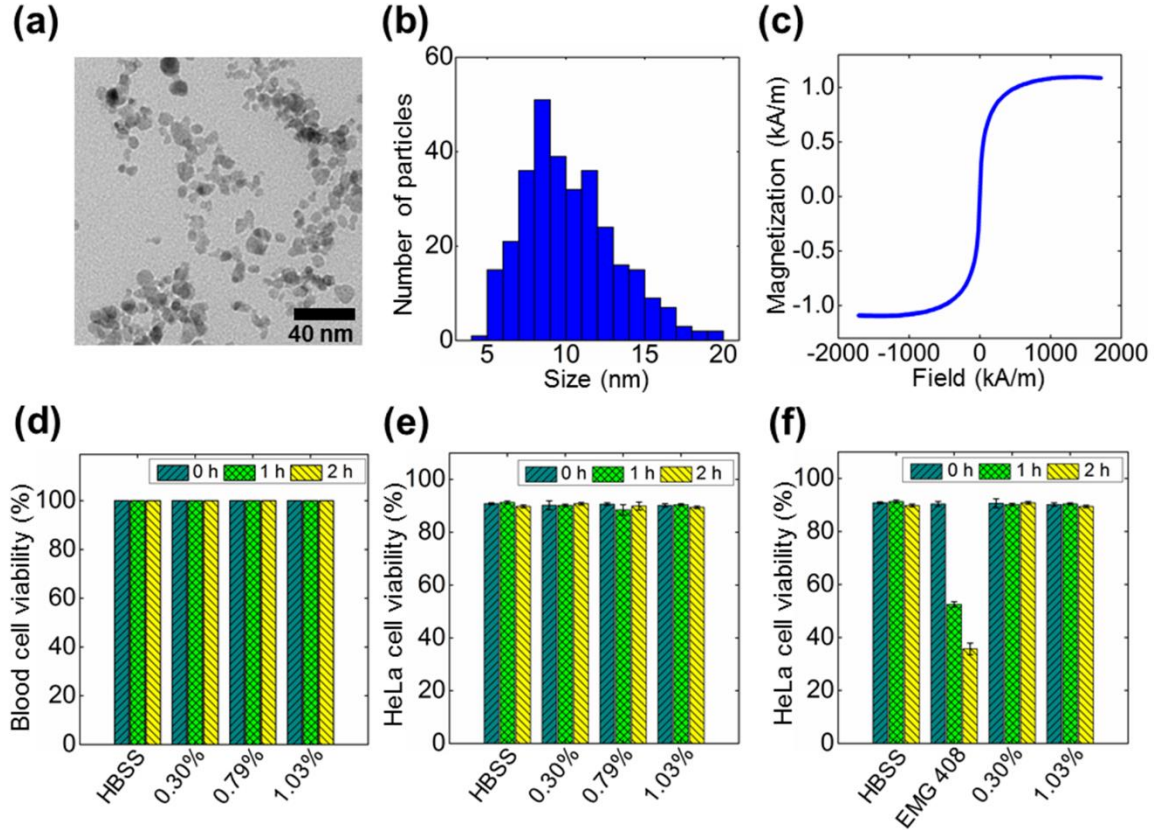 (a)
40 nm
(b)
Number of particles
60
40
20
0
5
10
15
20
Size (nm)
(c)
Magnetization (kA/m)
1.0
0.5
0.0
-0.5
-1.0
-2000 -1000 0 1000 2000
Field (kA/m)
(d)
Blood cell viability (%)
0 h 1 h 2 h
100
80
60
40
20
0
HBSS
0.30%
0.79%
1.03%
(e)
HeLa cell viability (%)
0 h 1 h 2 h
100
80
60
40
20
0
HBSS
0.30%
0.79%
1.03%
(f)
HeLa cell viability (%)
0 h 1 h 2 h
100
80
60
40
20
0
HBSS
EMG 408
0.30%
1.03%